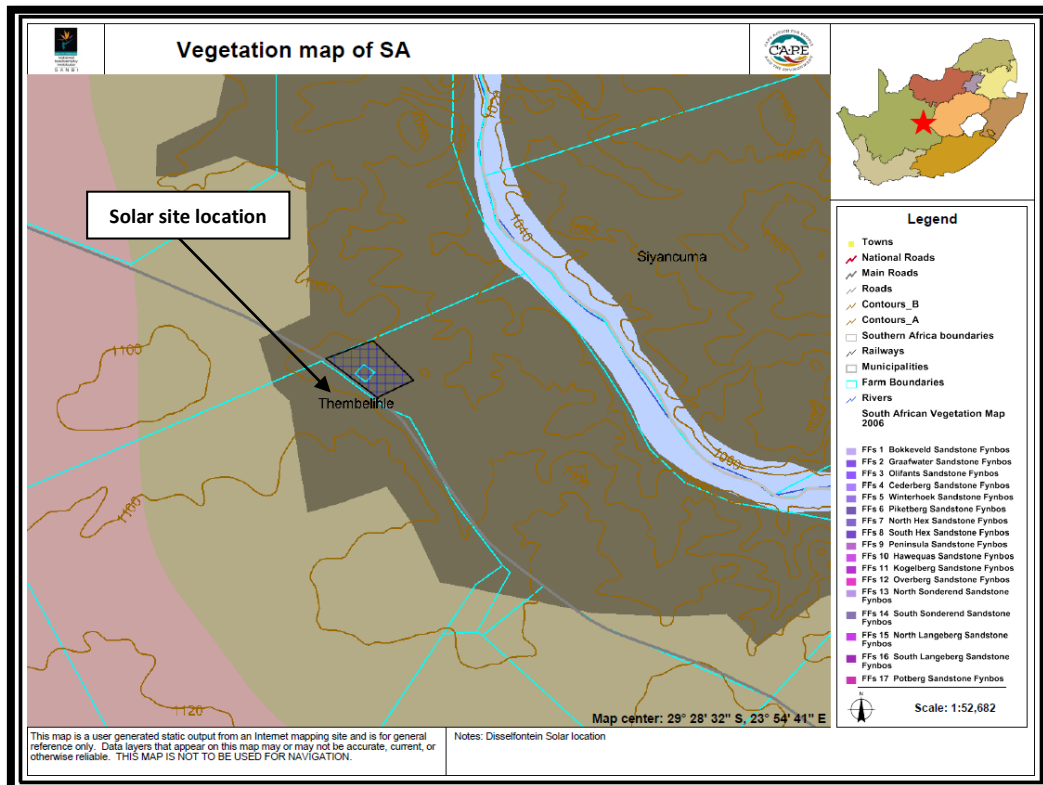 SANBI
Vegetation map of SA
C.A.P.E.
Solar site location
Siyancuma
Thembelihle
1040
1060
1100
1100
1120
Map center: 29° 28' 32" S, 23° 54' 41" E
Legend
Towns
National Roads
Main Roads
Roads
Contours_B
Contours_A
Southern Africa boundaries
Railways
Municipalities
Farm Boundaries
Rivers
South African Vegetation Map
2006
FFs 1 Bokkeveld Sandstone Fynbos
FFs 2 Graafwater Sandstone Fynbos
FFs 3 Olifants Sandstone Fynbos
FFs 4 Cederberg Sandstone Fynbos
FFs 5 Winterhoek Sandstone Fynbos
FFs 6 Piketberg Sandstone Fynbos
FFs 7 North Hex Sandstone Fynbos
FFs 8 South Hex Sandstone Fynbos
FFs 9 Peninsula Sandstone Fynbos
FFs 10 Hawequas Sandstone Fynbos
FFs 11 Kogelberg Sandstone Fynbos
FFs 12 Overberg Sandstone Fynbos
FFs 13 North Sonderend Sandstone
Fynbos
FFs 14 South Sonderend Sandstone
Fynbos
FFs 15 North Langeberg Sandstone
Fynbos
FFs 16 South Langeberg Sandstone
Fynbos
FFs 17 Potberg Sandstone Fynbos
N
Scale: 1:52,682
This map is a user generated static output from an Internet mapping site and is for general
reference only. Data layers that appear on this map may or may not be accurate, current, or
otherwise reliable. THIS MAP IS NOT TO BE USED FOR NAVIGATION.
Notes: Disselfontein Solar location